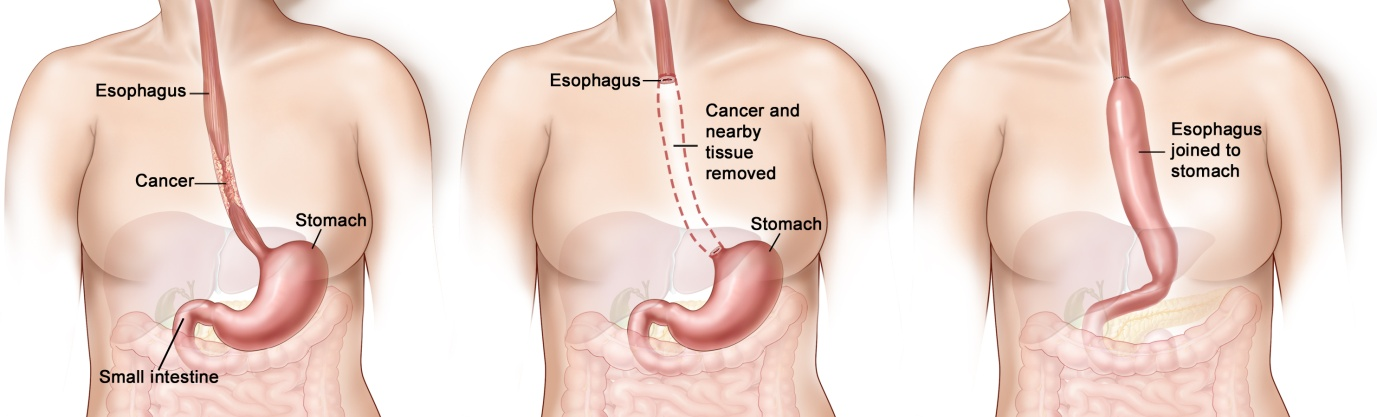 Esophagus
Cancer
Stomach
Small intestine
Esophagus
Cancer and
nearby
tissue
removed
Stomach
Esophagus
joined to
stomach